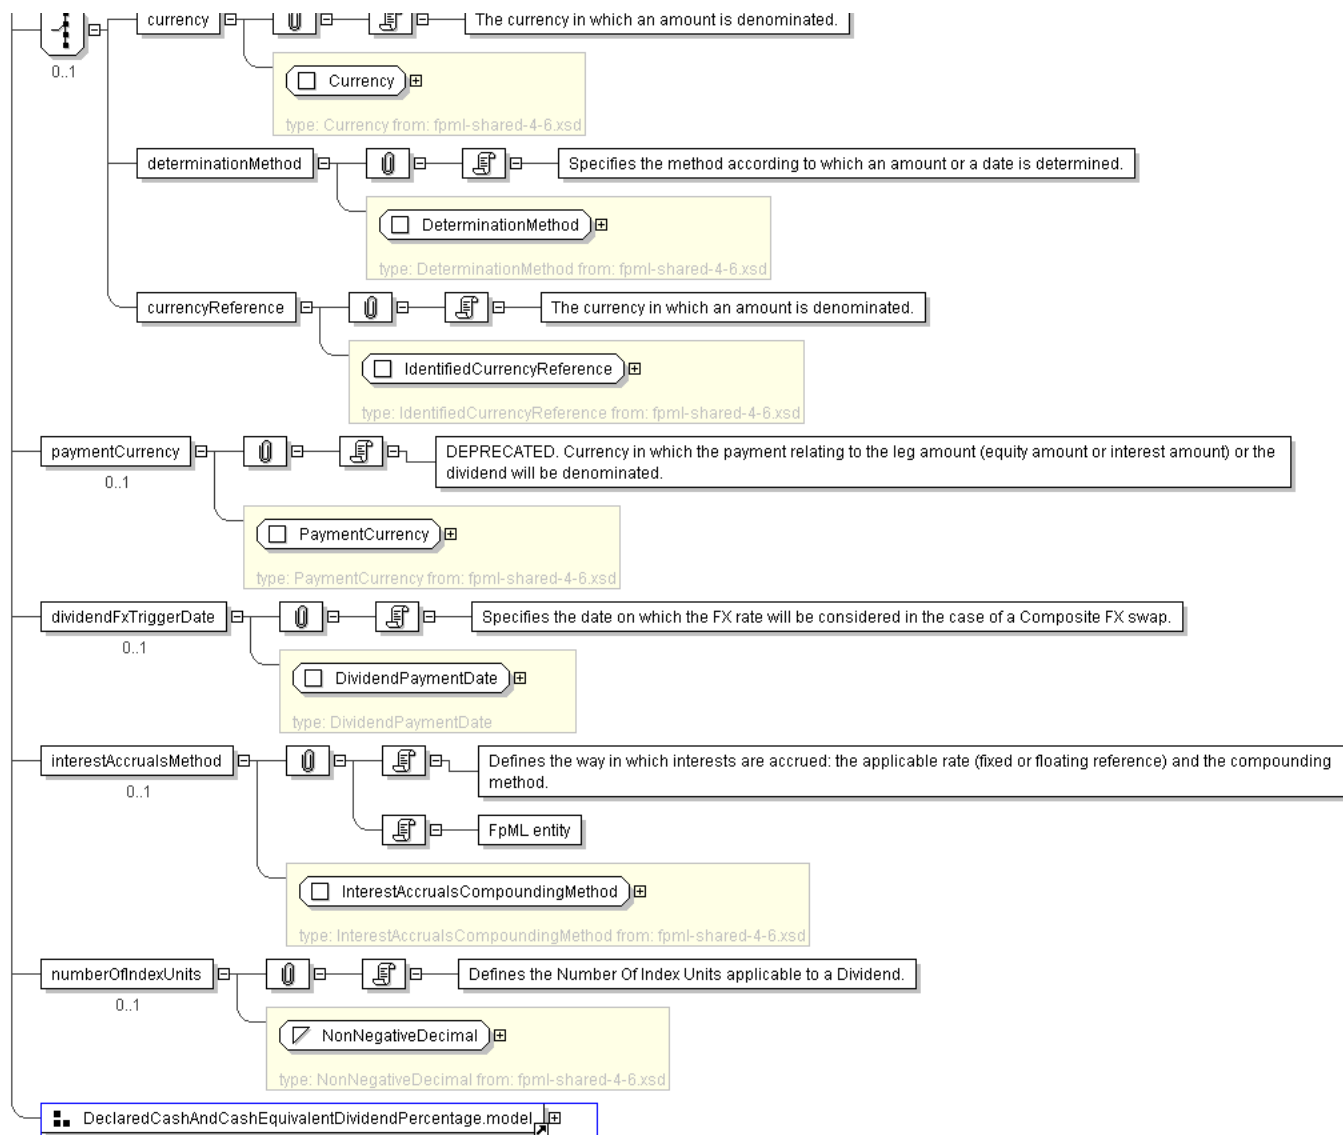 currency
The currency in which an amount is denominated.
0..1
Currency
type: Currency from: fpml-shared-4-6.xsd
determinationMethod
Specifies the method according to which an amount or a date is determined.
DeterminationMethod
type: DeterminationMethod from: fpml-shared-4-6.xsd
currencyReference
The currency in which an amount is denominated.
IdentifiedCurrencyReference
type: IdentifiedCurrencyReference from: fpml-shared-4-6.xsd
paymentCurrency
DEPRECATED. Currency in which the payment relating to the leg amount (equity amount or interest amount) or the
dividend will be denominated.
0..1
PaymentCurrency
type: PaymentCurrency from: fpml-shared-4-6.xsd
dividendFxTriggerDate
Specifies the date on which the FX rate will be considered in the case of a Composite FX swap.
0..1
DividendPaymentDate
type: DividendPaymentDate
interestAccrualsMethod
Defines the way in which interests are accrued: the applicable rate (fixed or floating reference) and the compounding
method.
0..1
FpML entity
InterestAccrualsCompoundingMethod
type: InterestAccrualsCompoundingMethod from: fpml-shared-4-6.xsd
numberOfIndexUnits
Defines the Number Of Index Units applicable to a Dividend.
0..1
NonNegativeDecimal
type: NonNegativeDecimal from: fpml-shared-4-6.xsd
DeclaredCashAndCashEquivalentDividendPercentage.model